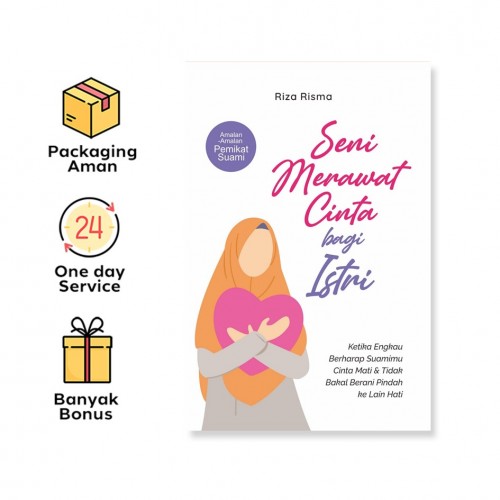 Packaging
Aman
24
One day
Service
Banyak
Bonus
Riza Risma
Amalan
-Amalan
Pemikat
Suami
Seni
Merawat
Cinta
bagi
Istri
Ketika Engkau
Berharap Suamimu
Cinta Mati & Tidak
Bakal Berani Pindah
ke Lain Hati